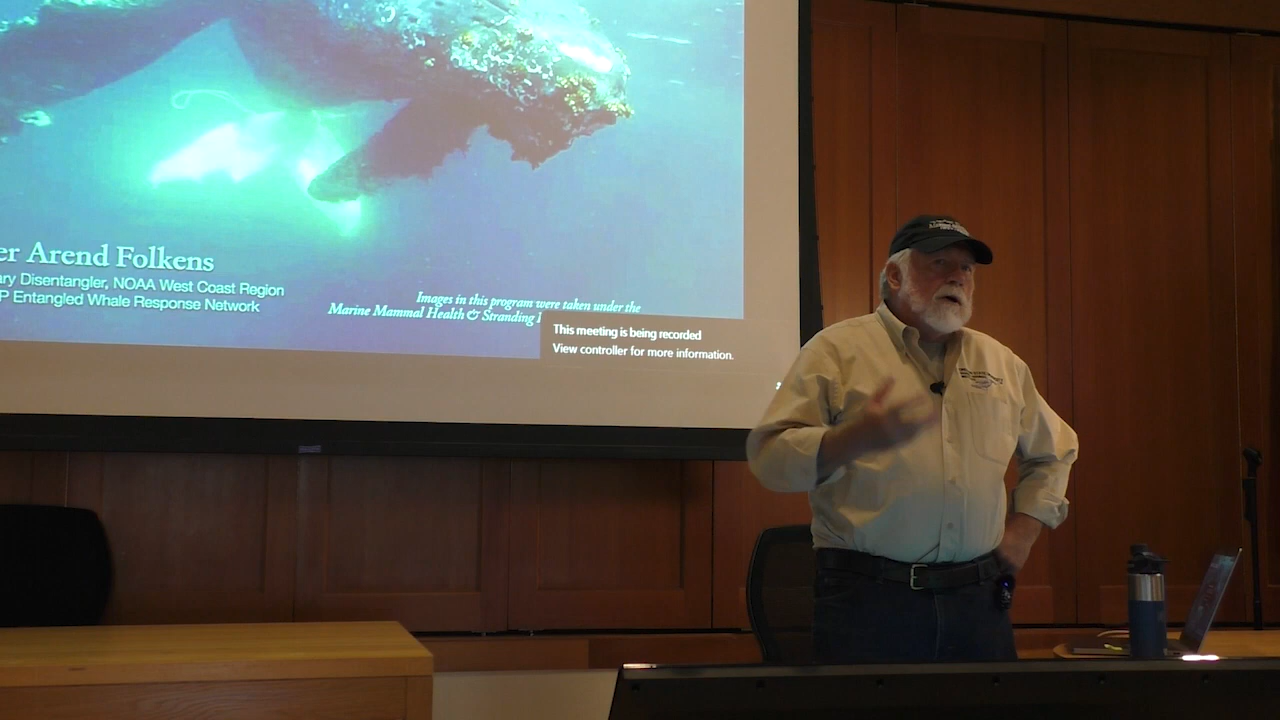 er Arend Folkens
ary Disentangler, NOAA West Coast Region
P Entangled Whale Response Network
Images in this program were taken under the
Marine Mammal Health & Stranding
This meeting is being recorded
View controller for more information.